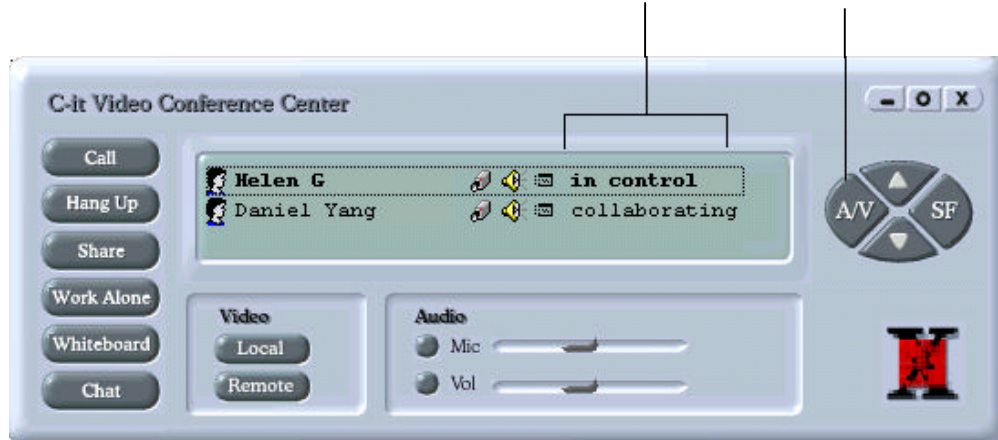 C-it Video Conference Center
O X
Call
Hang Up
Share
Work Alone
Whiteboard
Chat
Helen G in control
Daniel Yang collaborating
A/V SF
Video
Local
Remote
Audio
Mic
Vol
X